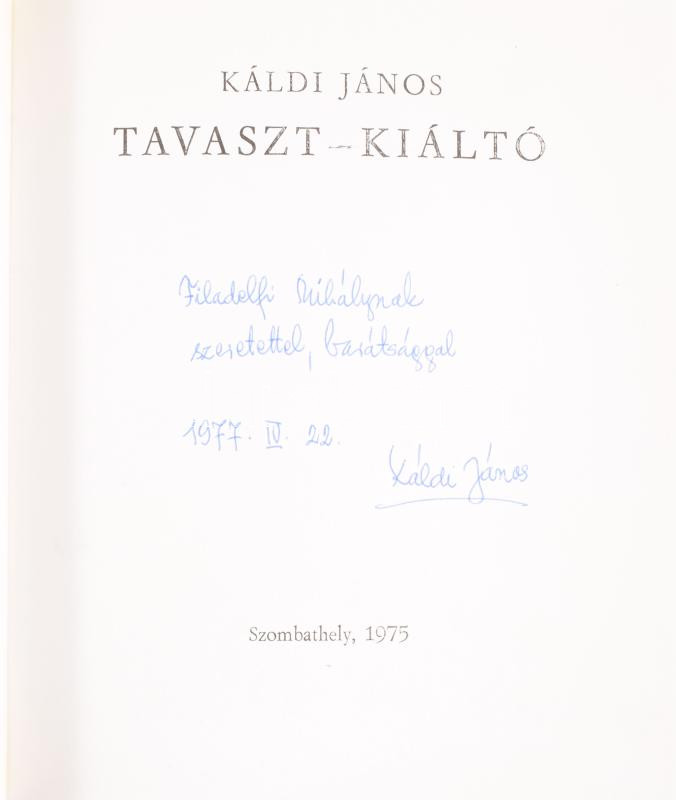 KÁLDI JÁNOS
TAVASZT—KIÁLTÓ
Filadelfi Mihálynak
szeretettel, barátsággal
1977. IV. 22.
Káldi János
Szombathely, 1975